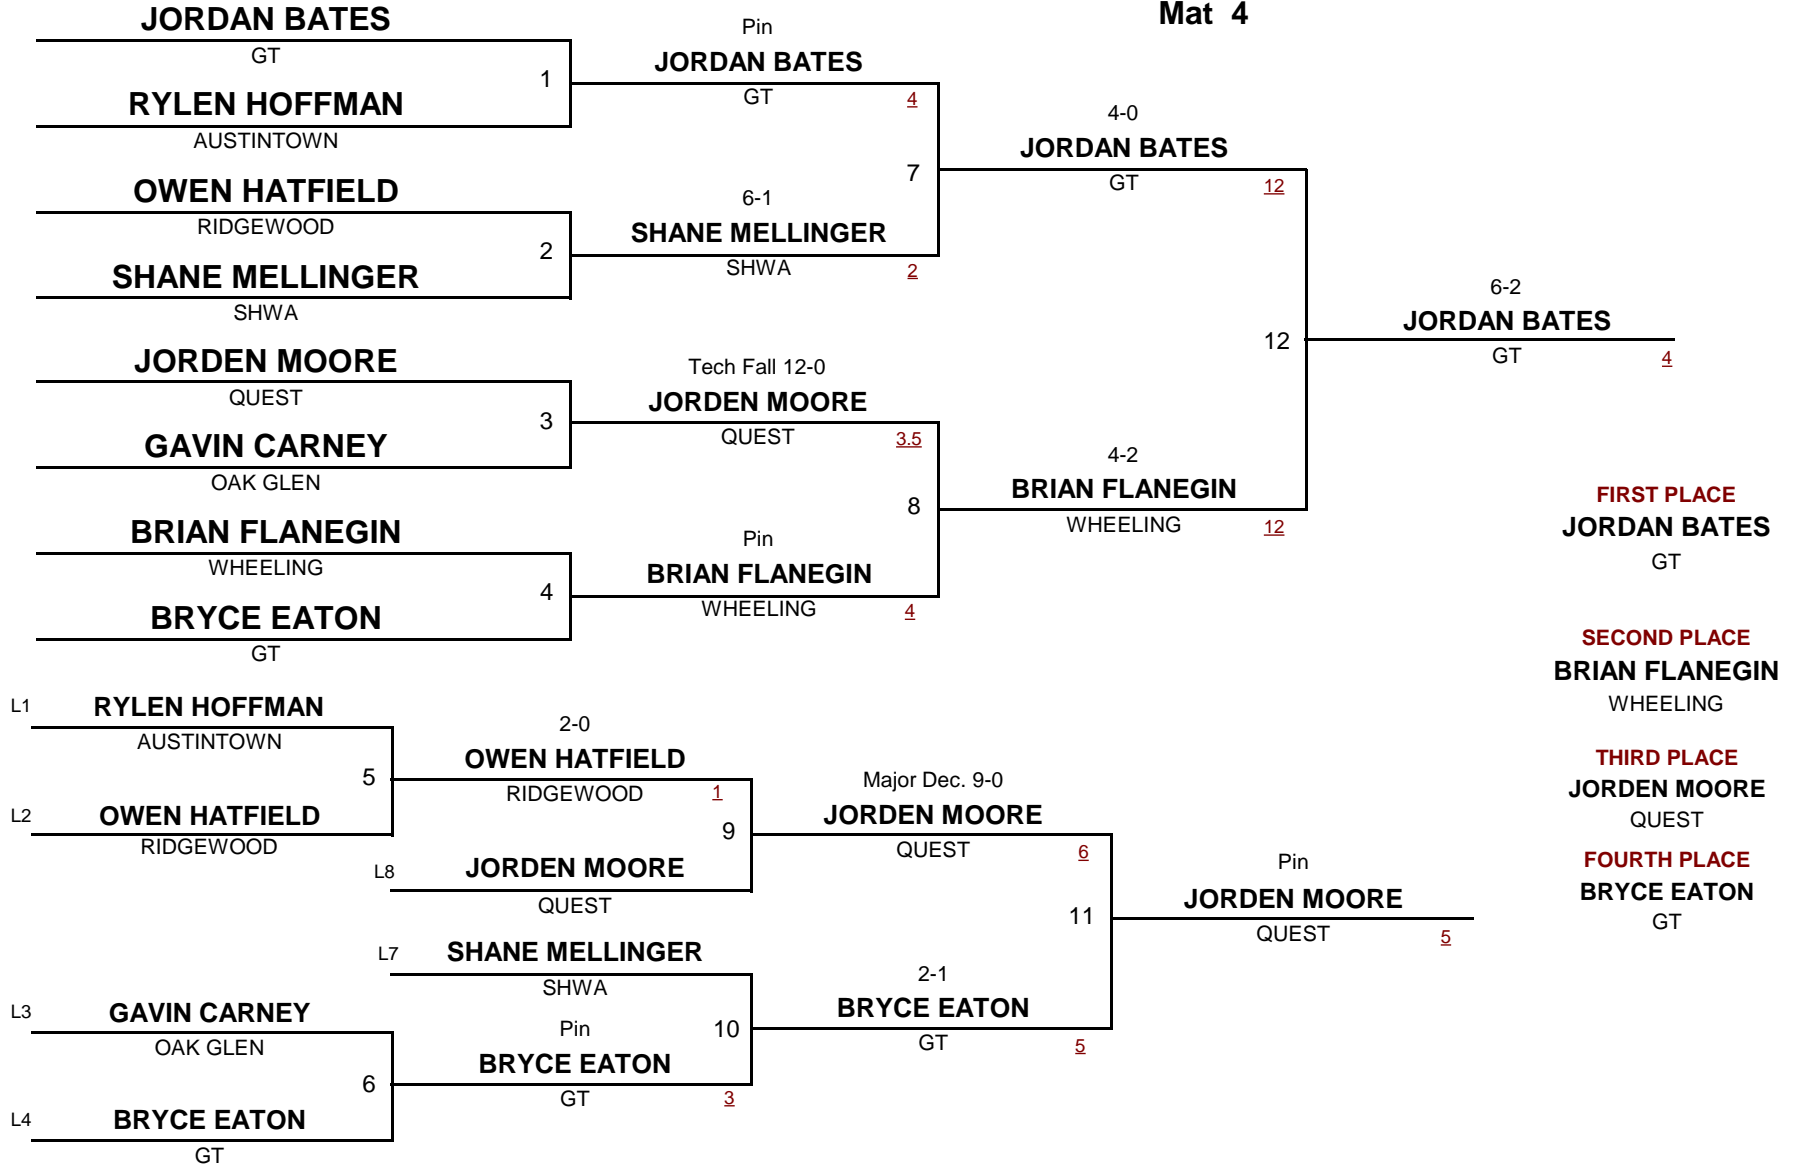 Mat 4
JORDAN BATES
GT
1
RYLEN HOFFMAN
AUSTINTOWN
OWEN HATFIELD
RIDGEWOOD
2
SHANE MELLINGER
SHWA
JORDEN MOORE
QUEST
3
GAVIN CARNEY
OAK GLEN
BRIAN FLANEGIN
WHEELING
4
BRYCE EATON
GT
Pin
JORDAN BATES
GT
4
7
6-1
SHANE MELLINGER
SHWA
2
Tech Fall 12-0
JORDEN MOORE
QUEST
3.5
8
Pin
BRIAN FLANEGIN
WHEELING
4
4-0
JORDAN BATES
GT
12
12
4-2
BRIAN FLANEGIN
WHEELING
12
6-2
JORDAN BATES
GT
4
L1
RYLEN HOFFMAN
AUSTINTOWN
5
L2
OWEN HATFIELD
RIDGEWOOD
2-0
OWEN HATFIELD
RIDGEWOOD
1
9
L8
JORDEN MOORE
QUEST
L7
SHANE MELLINGER
SHWA
10
L3
GAVIN CARNEY
OAK GLEN
6
L4
BRYCE EATON
GT
Pin
BRYCE EATON
GT
3
Major Dec. 9-0
JORDEN MOORE
QUEST
6
11
2-1
BRYCE EATON
GT
5
Pin
JORDEN MOORE
QUEST
5
FIRST PLACE
JORDAN BATES
GT
SECOND PLACE
BRIAN FLANEGIN
WHEELING
THIRD PLACE
JORDEN MOORE
QUEST
FOURTH PLACE
BRYCE EATON
GT